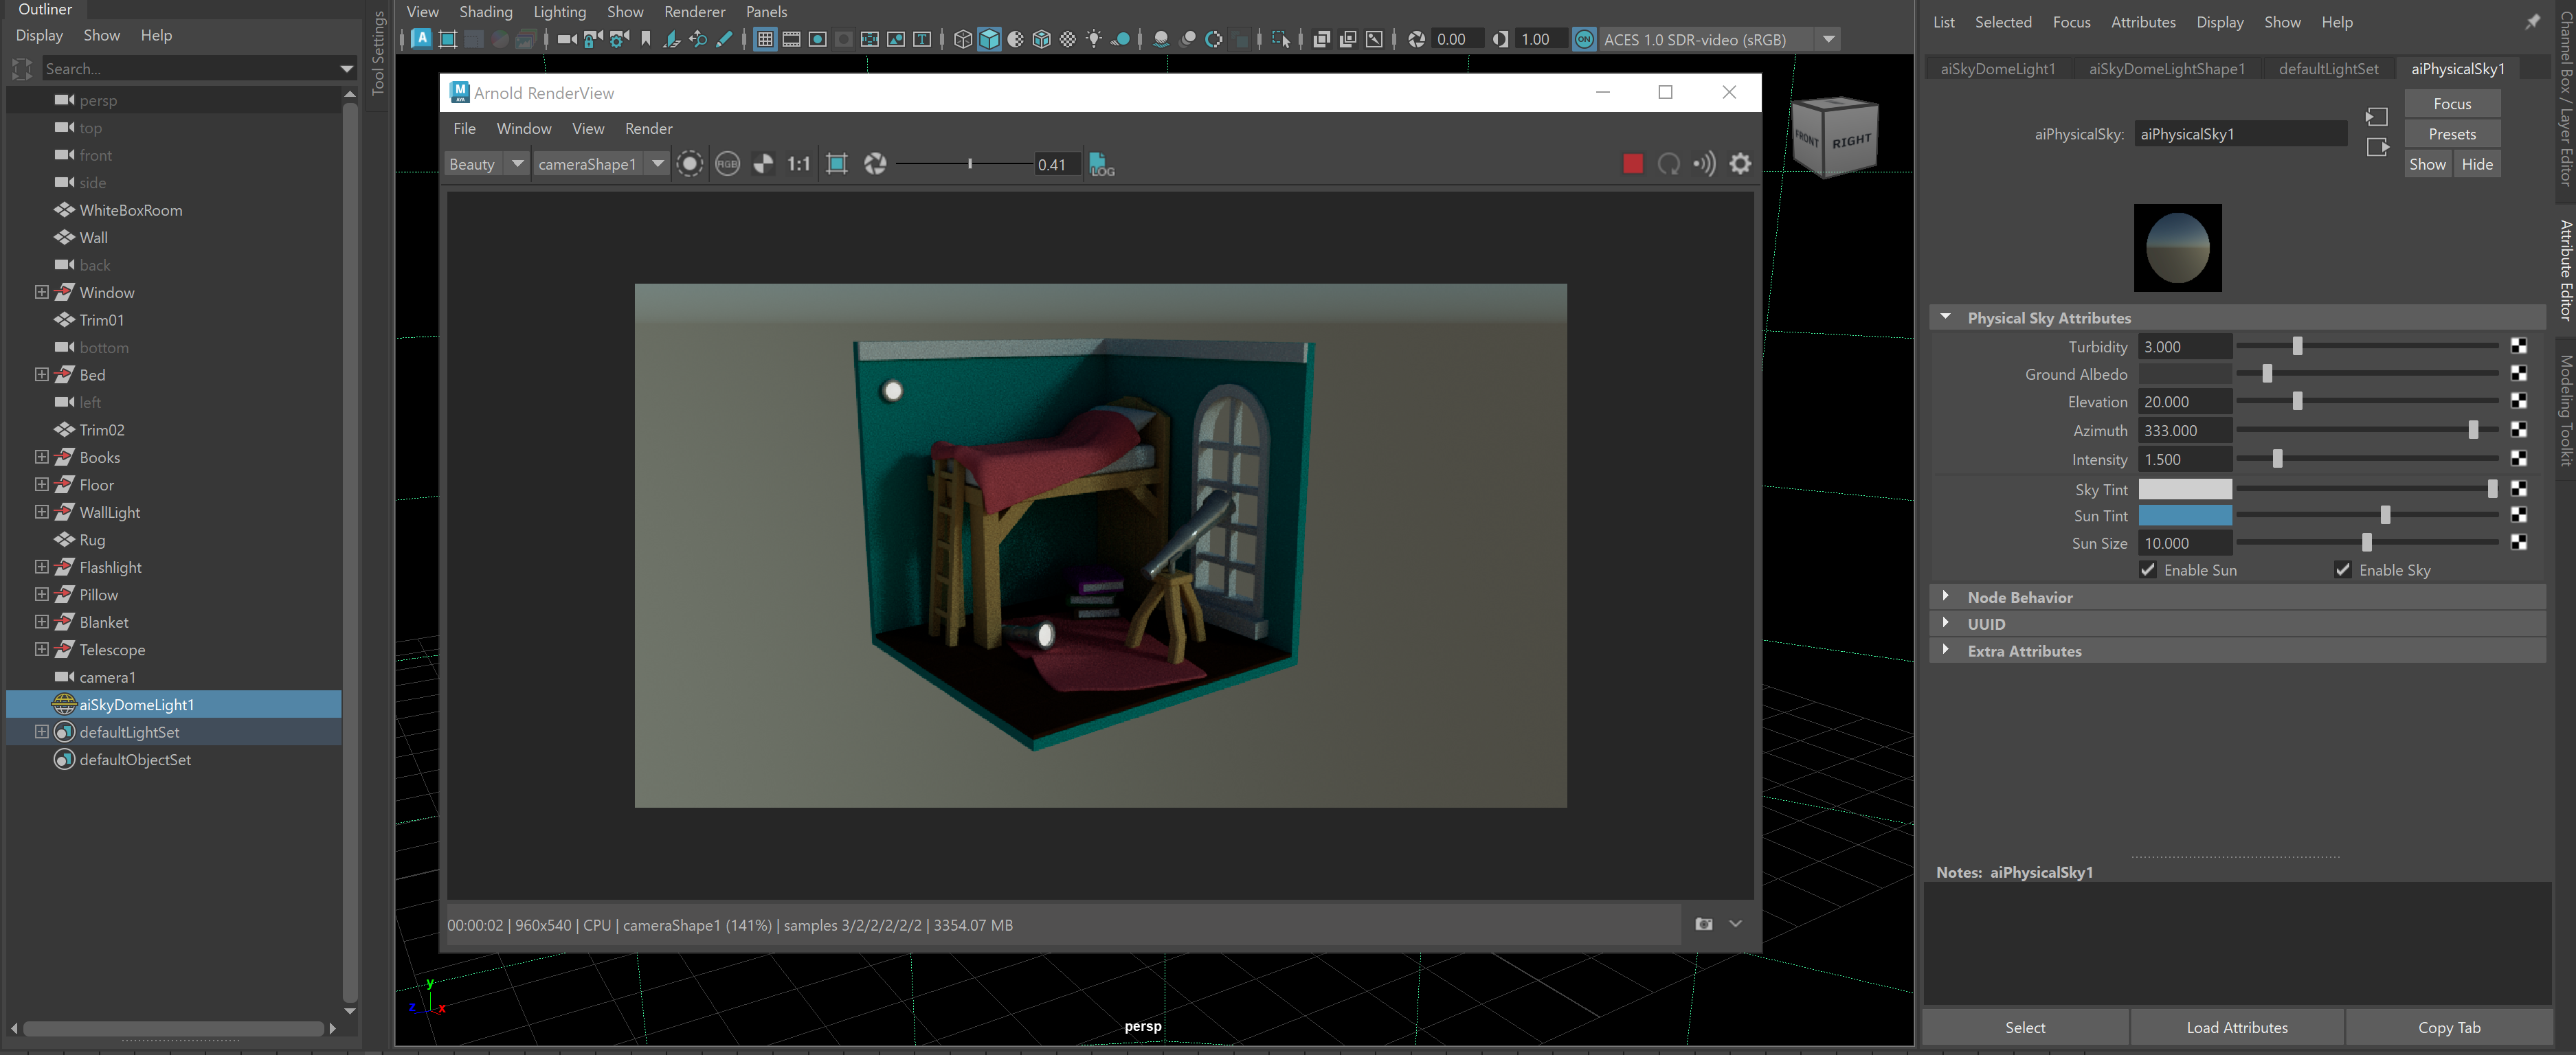 Outliner
Display Show Help
Search...
persp
top
front
side
WhiteBoxRoom
Wall
back
Window
Trim01
bottom
Bed
left
Trim02
Books
Floor
WallLight
Rug
Flashlight
Pillow
Blanket
Telescope
camera1
aiSkyDomeLight1
defaultLightSet
defaultObjectSet
Tool Settings
View Shading Lighting Show Renderer Panels
A T 0.00 1.00 ON ACES 1.0 SDR-video (sRGB)
M
AYA
Arnold RenderView
File Window View Render
Beauty cameraShape1 RGB 1:1 0.41 LOG
00:00:02 | 960x540 | CPU | cameraShape1 (141%) | samples 3/2/2/2/2/2 | 3354.07 MB
FRONT RIGHT
y
z x
persp
List Selected Focus Attributes Display Show Help
aiSkyDomeLight1 aiSkyDomeLightShape1 defaultLightSet aiPhysicalSky1
aiPhysicalSky: aiPhysicalSky1
Focus
Presets
Show Hide
Physical Sky Attributes
Turbidity 3.000
Ground Albedo
Elevation 20.000
Azimuth 333.000
Intensity 1.500
Sky Tint
Sun Tint
Sun Size 10.000
Enable Sun Enable Sky
Node Behavior
UUID
Extra Attributes
Notes: aiPhysicalSky1
Select Load Attributes Copy Tab
Channel Box / Layer Editor
Attribute Editor
Modeling Toolkit